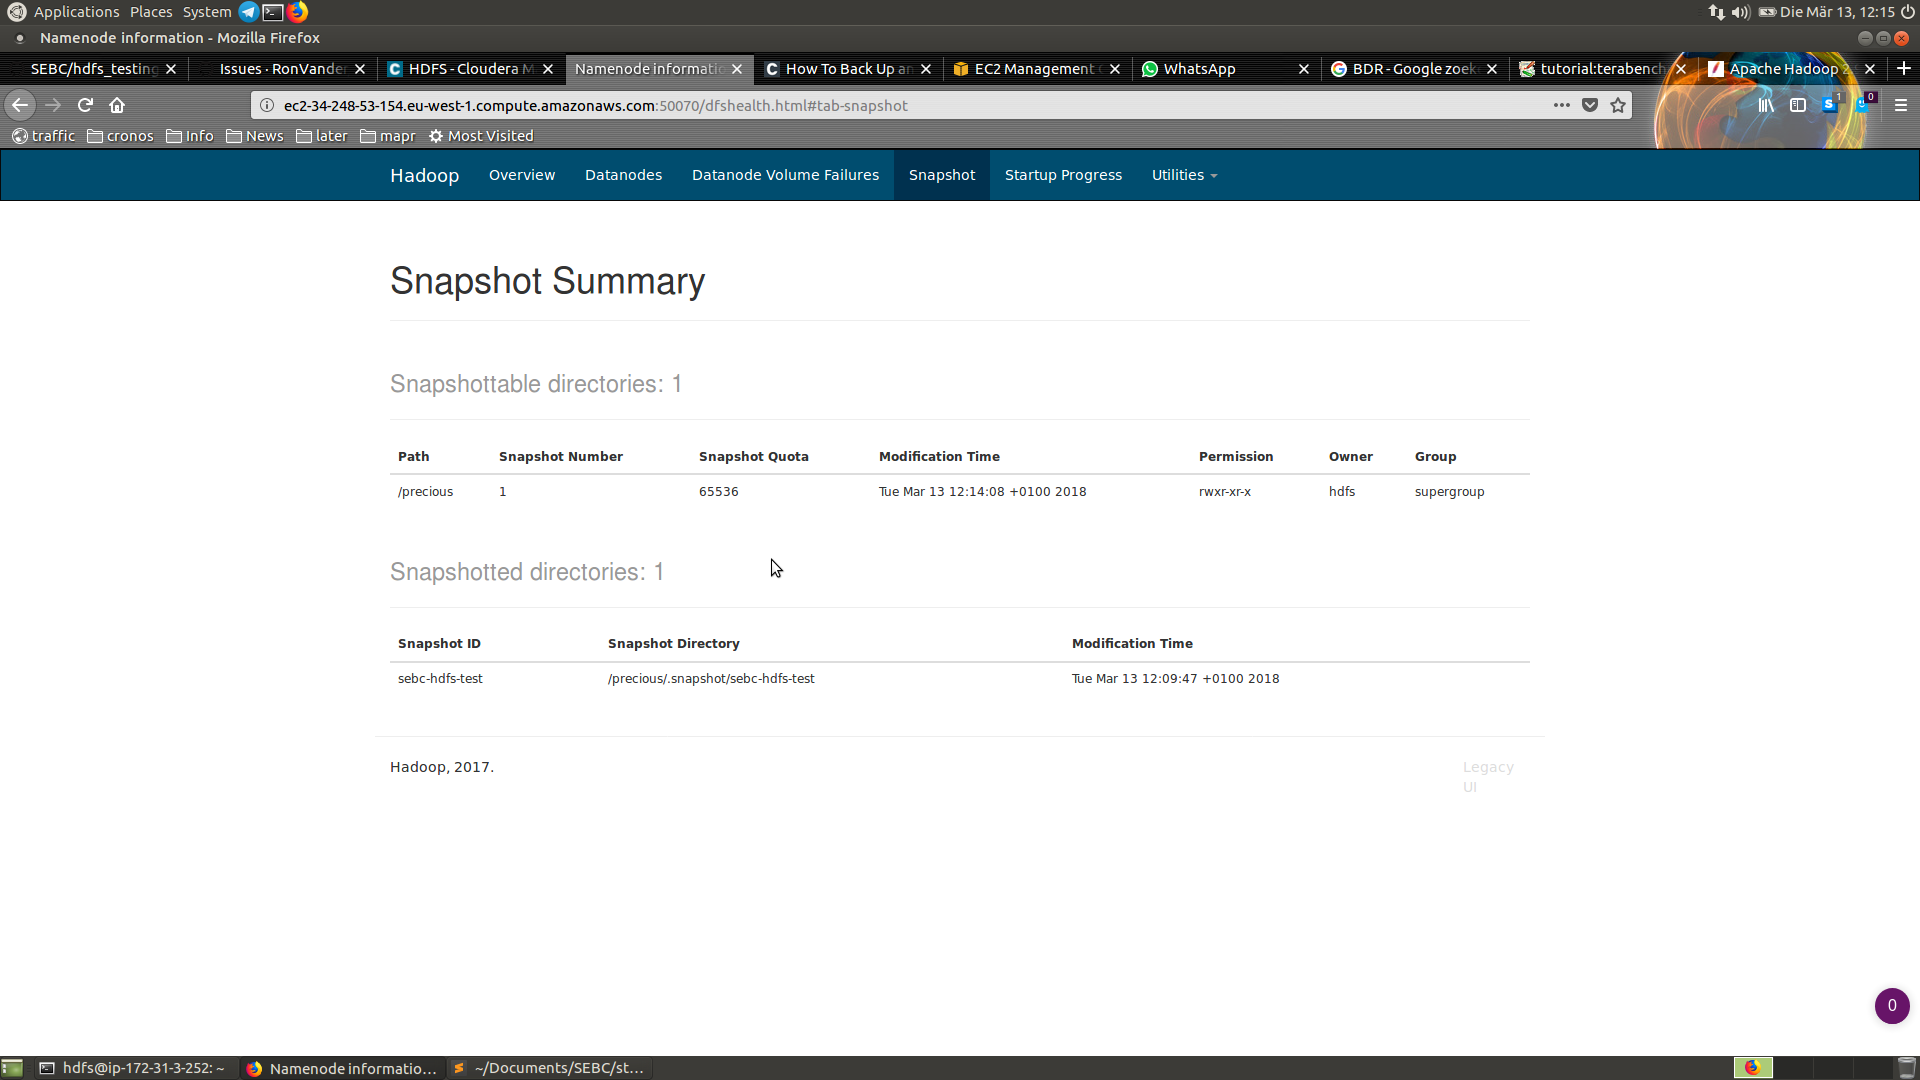 Applications Places System Die Mär 13, 12:15
Namenode information - Mozilla Firefox
SEBC/hdfs_testing Issues · RonVander HDFS - Cloudera M Namenode informatio How To Back Up an EC2 Management WhatsApp BDR - Google zoek tutorial:terabench Apache Hadoop 2
ec2-34-248-53-154.eu-west-1.compute.amazonaws.com:50070/dfshealth.html#tab-snapshot 1 0
traffic cronos Info News later mapr Most Visited
Hadoop Overview Datanodes Datanode Volume Failures Snapshot Startup Progress Utilities
Snapshot Summary
Snapshottable directories: 1
Path Snapshot Number Snapshot Quota Modification Time Permission Owner Group
/precious 1 65536 Tue Mar 13 12:14:08 +0100 2018 rwxr-xr-x hdfs supergroup
Snapshotted directories: 1
Snapshot ID Snapshot Directory Modification Time
sebc-hdfs-test /precious/.snapshot/sebc-hdfs-test Tue Mar 13 12:09:47 +0100 2018
Hadoop, 2017. Legacy
UI
0
hdfs@ip-172-31-3-252: ~ Namenode informatio... ~/Documents/SEBC/st...